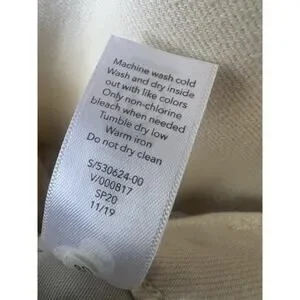 Machine wash cold
Wash and dry inside
out with like colors
Only non-chlorine
bleach when needed
Tumble dry low
Warm iron
Do not dry clean
S/530624-00
V/000817
SP20
11/19